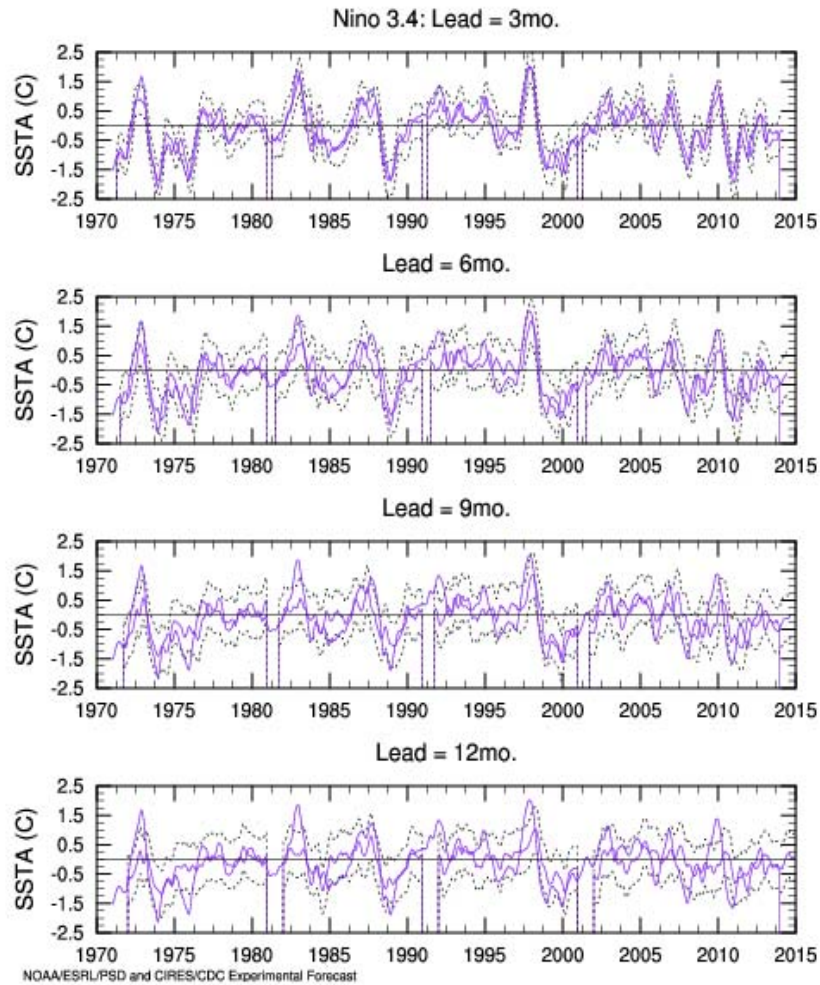 Nino 3.4: Lead = 3mo.
2.5
1.5
0.5
-0.5
-1.5
-2.5
SSTA (C)
1970 1975 1980 1985 1990 1995 2000 2005 2010 2015
Lead = 6mo.
2.5
1.5
0.5
-0.5
-1.5
-2.5
SSTA (C)
1970 1975 1980 1985 1990 1995 2000 2005 2010 2015
Lead = 9mo.
2.5
1.5
0.5
-0.5
-1.5
-2.5
SSTA (C)
1970 1975 1980 1985 1990 1995 2000 2005 2010 2015
Lead = 12mo.
2.5
1.5
0.5
-0.5
-1.5
-2.5
SSTA (C)
1970 1975 1980 1985 1990 1995 2000 2005 2010 2015
NOAA/ESRL/PSD and CIRES/CDC Experimental Forecast